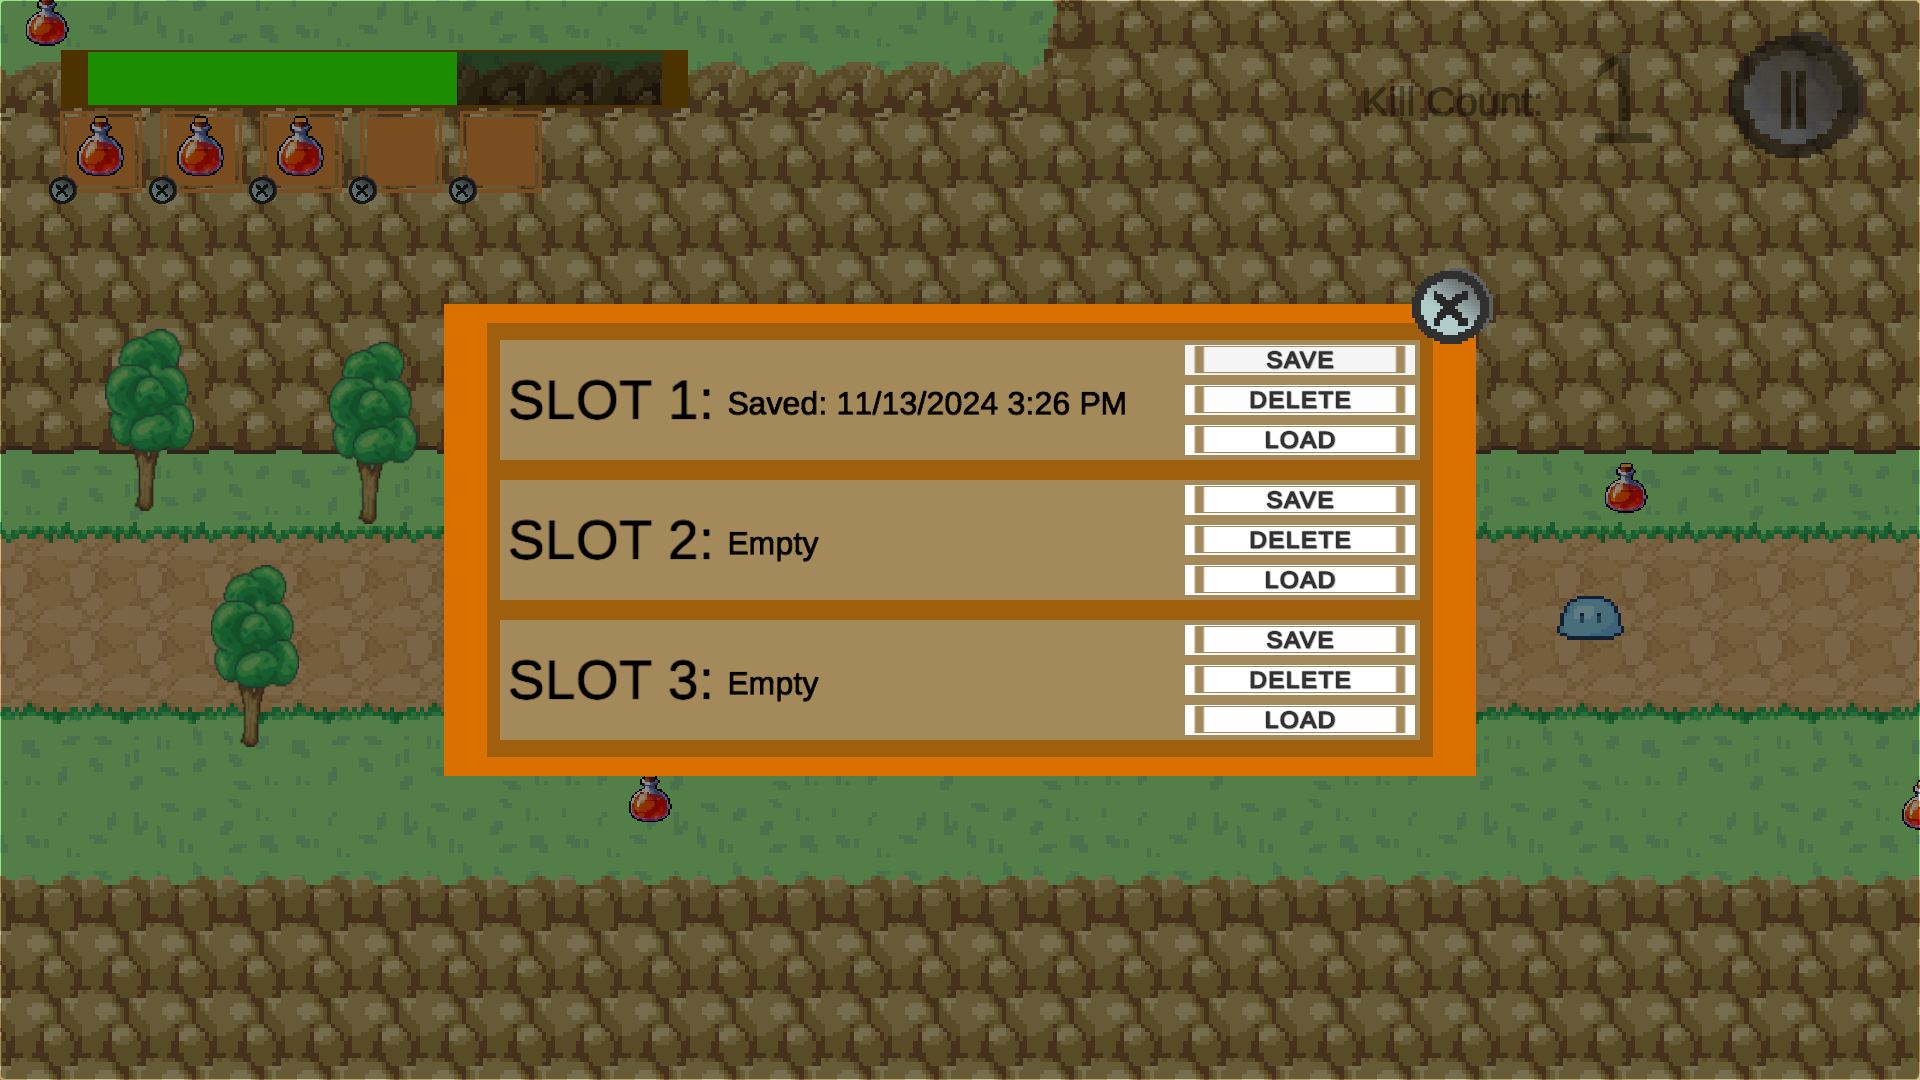 Kill Count: 1
SLOT 1: Saved: 11/13/2024 3:26 PM
SAVE
DELETE
LOAD
SLOT 2: Empty
SAVE
DELETE
LOAD
SLOT 3: Empty
SAVE
DELETE
LOAD